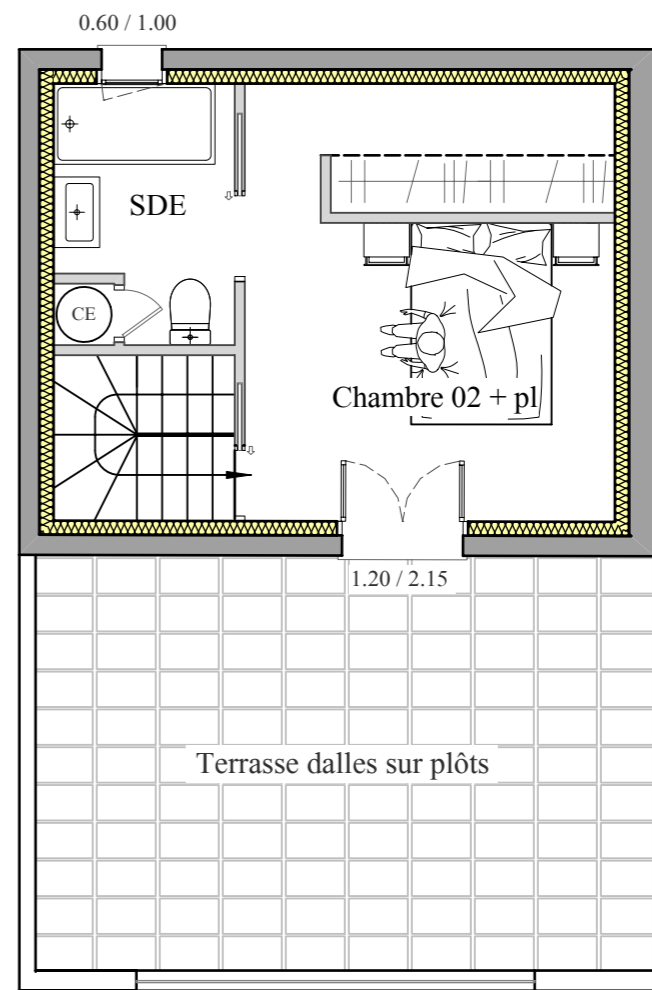 0.60 / 1.00
SDE
CE
Chambre 02 + pl
1.20 / 2.15
Terrasse dalles sur plôts